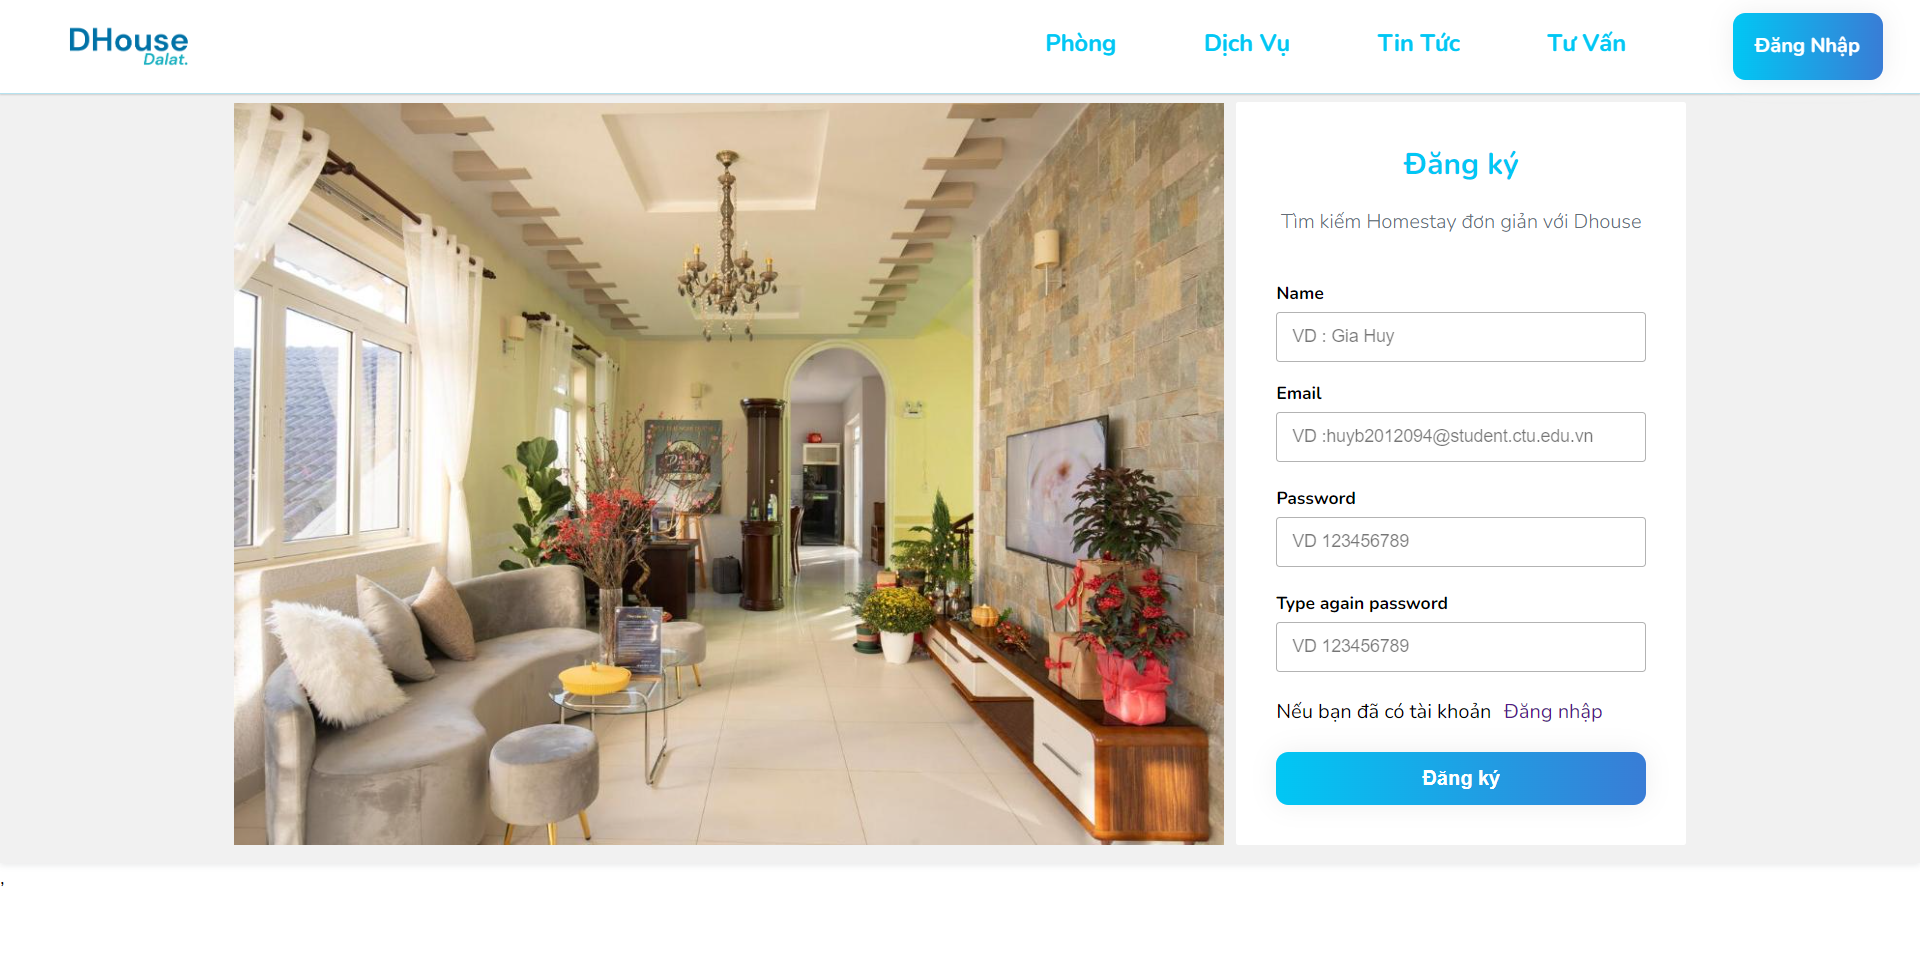 DHouse
Dalat.
Phòng
Dịch Vụ
Tin Tức
Tư Vấn
Đăng Nhập
Đăng ký
Tìm kiếm Homestay đơn giản với Dhouse
Name
VD : Gia Huy
Email
VD :huyb2012094@student.ctu.edu.vn
Password
VD 123456789
Type again password
VD 123456789
Nếu bạn đã có tài khoản Đăng nhập
Đăng ký
,